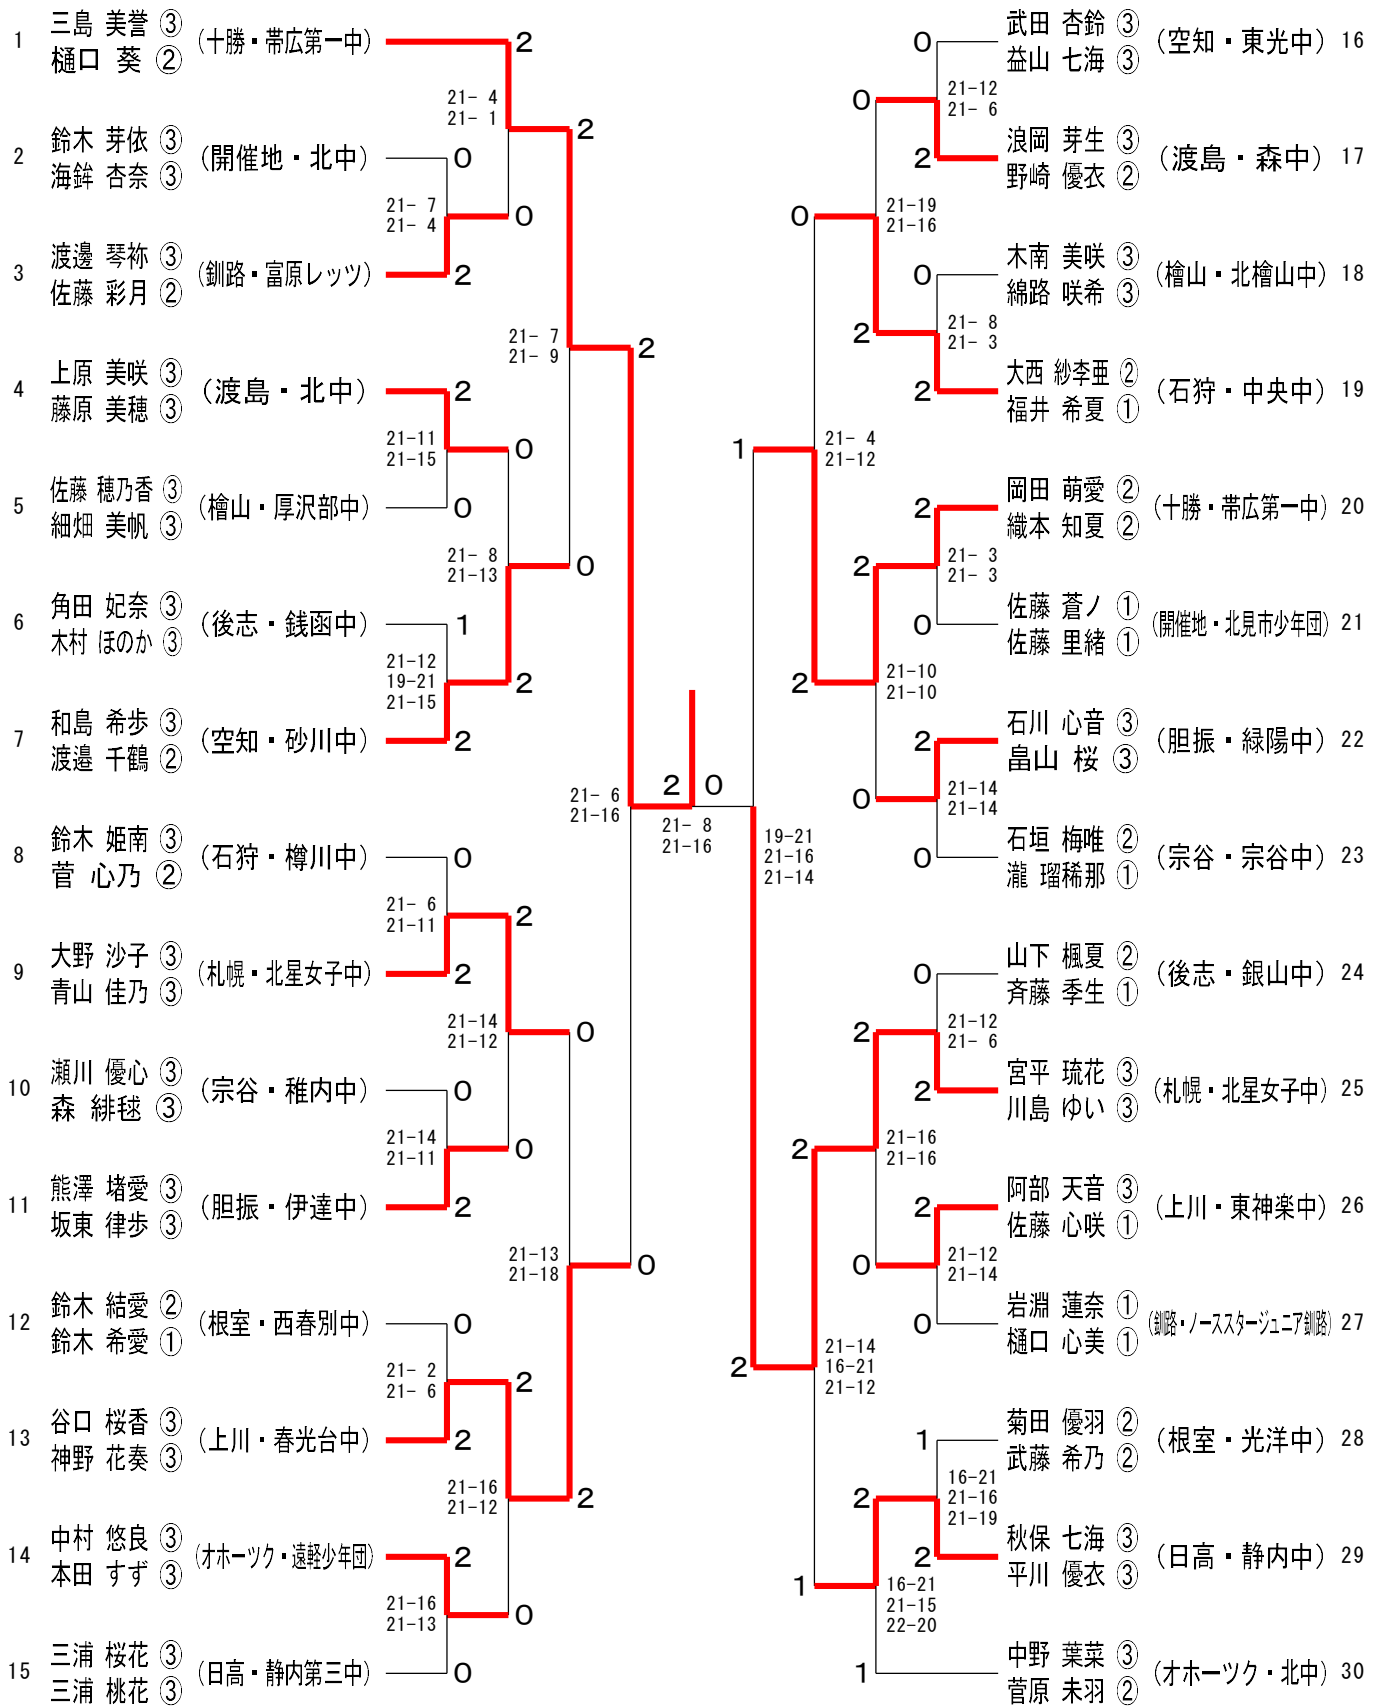 1 三島 美誉 ③ (十勝・帯広第一中)
樋口 葵 ②
2
21- 4
21- 1
2
2 鈴木 芽依 ③ (開催地・北中)
海鉾 杏奈 ③
0
21- 7
21- 4
0
3 渡邊 琴祢 ③ (釧路・富原レッツ)
佐藤 彩月 ②
2
21- 7
21- 9
2
4 上原 美咲 ③ (渡島・北中)
藤原 美穂 ③
2
21-11
21-15
0
5 佐藤 穂乃香 ③ (檜山・厚沢部中)
細畑 美帆 ③
0
21- 8
21-13
0
6 角田 妃奈 ③ (後志・銭函中)
木村 ほのか ③
1
21-12
19-21
21-15
2
7 和島 希歩 ③ (空知・砂川中)
渡邉 千鶴 ②
2
21- 6
21-16
2 0
21- 8
21-16
8 鈴木 姫南 ③ (石狩・樽川中)
菅 心乃 ②
0
21- 6
21-11
2
9 大野 沙子 ③ (札幌・北星女子中)
青山 佳乃 ③
2
21-14
21-12
0
10 瀬川 優心 ③ (宗谷・稚内中)
森 緋毬 ③
0
21-14
21-11
0
11 熊澤 堵愛 ③ (胆振・伊達中)
坂東 律歩 ③
2
21-13
21-18
0
12 鈴木 結愛 ② (根室・西春別中)
鈴木 希愛 ①
0
21- 2
21- 6
2
13 谷口 桜香 ③ (上川・春光台中)
神野 花奏 ③
2
21-16
21-12
2
14 中村 悠良 ③ (オホーツク・遠軽少年団)
本田 すず ③
2
21-16
21-13
0
15 三浦 桜花 ③ (日高・静内第三中)
三浦 桃花 ③
0
0
武田 杏鈴 ③ (空知・東光中) 16
益山 七海 ③
0
21-12
21- 6
2
浪岡 芽生 ③ (渡島・森中) 17
野崎 優衣 ②
0
21-19
21-16
0
木南 美咲 ③ (檜山・北檜山中) 18
綿路 咲希 ③
2
21- 8
21- 3
2
大西 紗李亜 ② (石狩・中央中) 19
福井 希夏 ①
1
21- 4
21-12
2
岡田 萌愛 ② (十勝・帯広第一中) 20
織本 知夏 ②
2
21- 3
21- 3
0
佐藤 蒼ノ ① (開催地・北見市少年団) 21
佐藤 里緒 ①
2
21-10
21-10
2
石川 心音 ③ (胆振・緑陽中) 22
畠山 桜 ③
0
21-14
21-14
19-21
21-16
21-14
0
石垣 梅唯 ② (宗谷・宗谷中) 23
瀧 瑠稀那 ①
0
山下 楓夏 ② (後志・銀山中) 24
斉藤 季生 ①
2
21-12
21- 6
2
宮平 琉花 ③ (札幌・北星女子中) 25
川島 ゆい ③
2
21-16
21-16
2
阿部 天音 ③ (上川・東神楽中) 26
佐藤 心咲 ①
0
21-12
21-14
0
岩淵 蓮奈 ① (釧路・ノーススタージュニア釧路) 27
樋口 心美 ①
2
21-14
16-21
21-12
1
菊田 優羽 ② (根室・光洋中) 28
武藤 希乃 ②
2
16-21
21-16
21-19
2
秋保 七海 ③ (日高・静内中) 29
平川 優衣 ③
1
16-21
21-15
22-20
1
中野 葉菜 ③ (オホーツク・北中) 30
菅原 未羽 ②